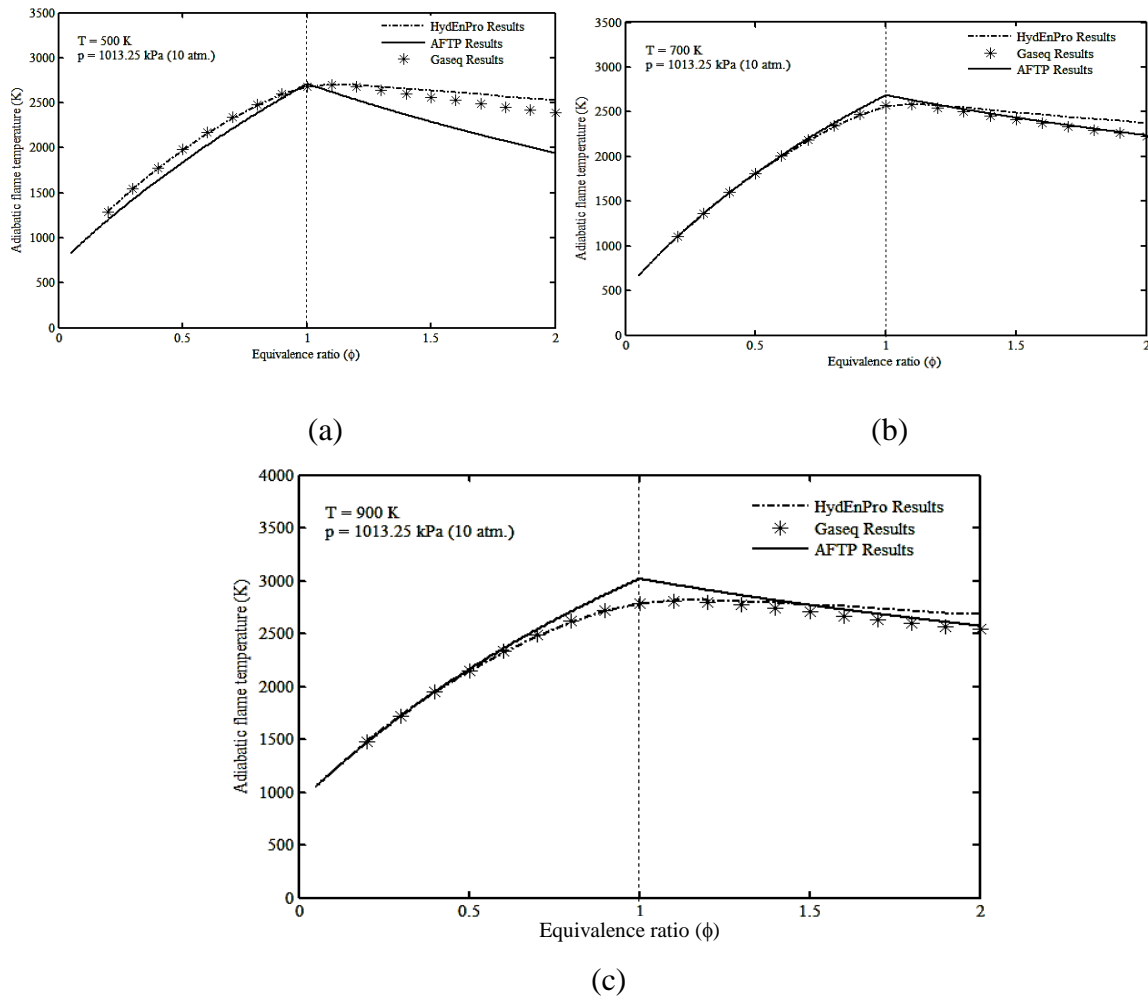 3500
3000
2500
2000
1500
1000
500
0
Adiabatic flame temperature (K)
T = 500 K
p = 1013.25 kPa (10 atm.)
HydEnPro Results
AFTP Results
Gaseq Results
0
0.5
1
1.5
2
Equivalence ratio (ϕ)
(a)
3500
3000
2500
2000
1500
1000
500
0
Adiabatic flame temperature (K)
T = 700 K
p = 1013.25 kPa (10 atm.)
HydEnPro Results
Gaseq Results
AFTP Results
0
0.5
1
1.5
2
Equivalence ratio (ϕ)
(b)
4000
3500
3000
2500
2000
1500
1000
500
0
Adiabatic flame temperature (K)
T = 900 K
p = 1013.25 kPa (10 atm.)
HydEnPro Results
Gaseq Results
AFTP Results
0
0.5
1
1.5
2
Equivalence ratio (ϕ)
(c)